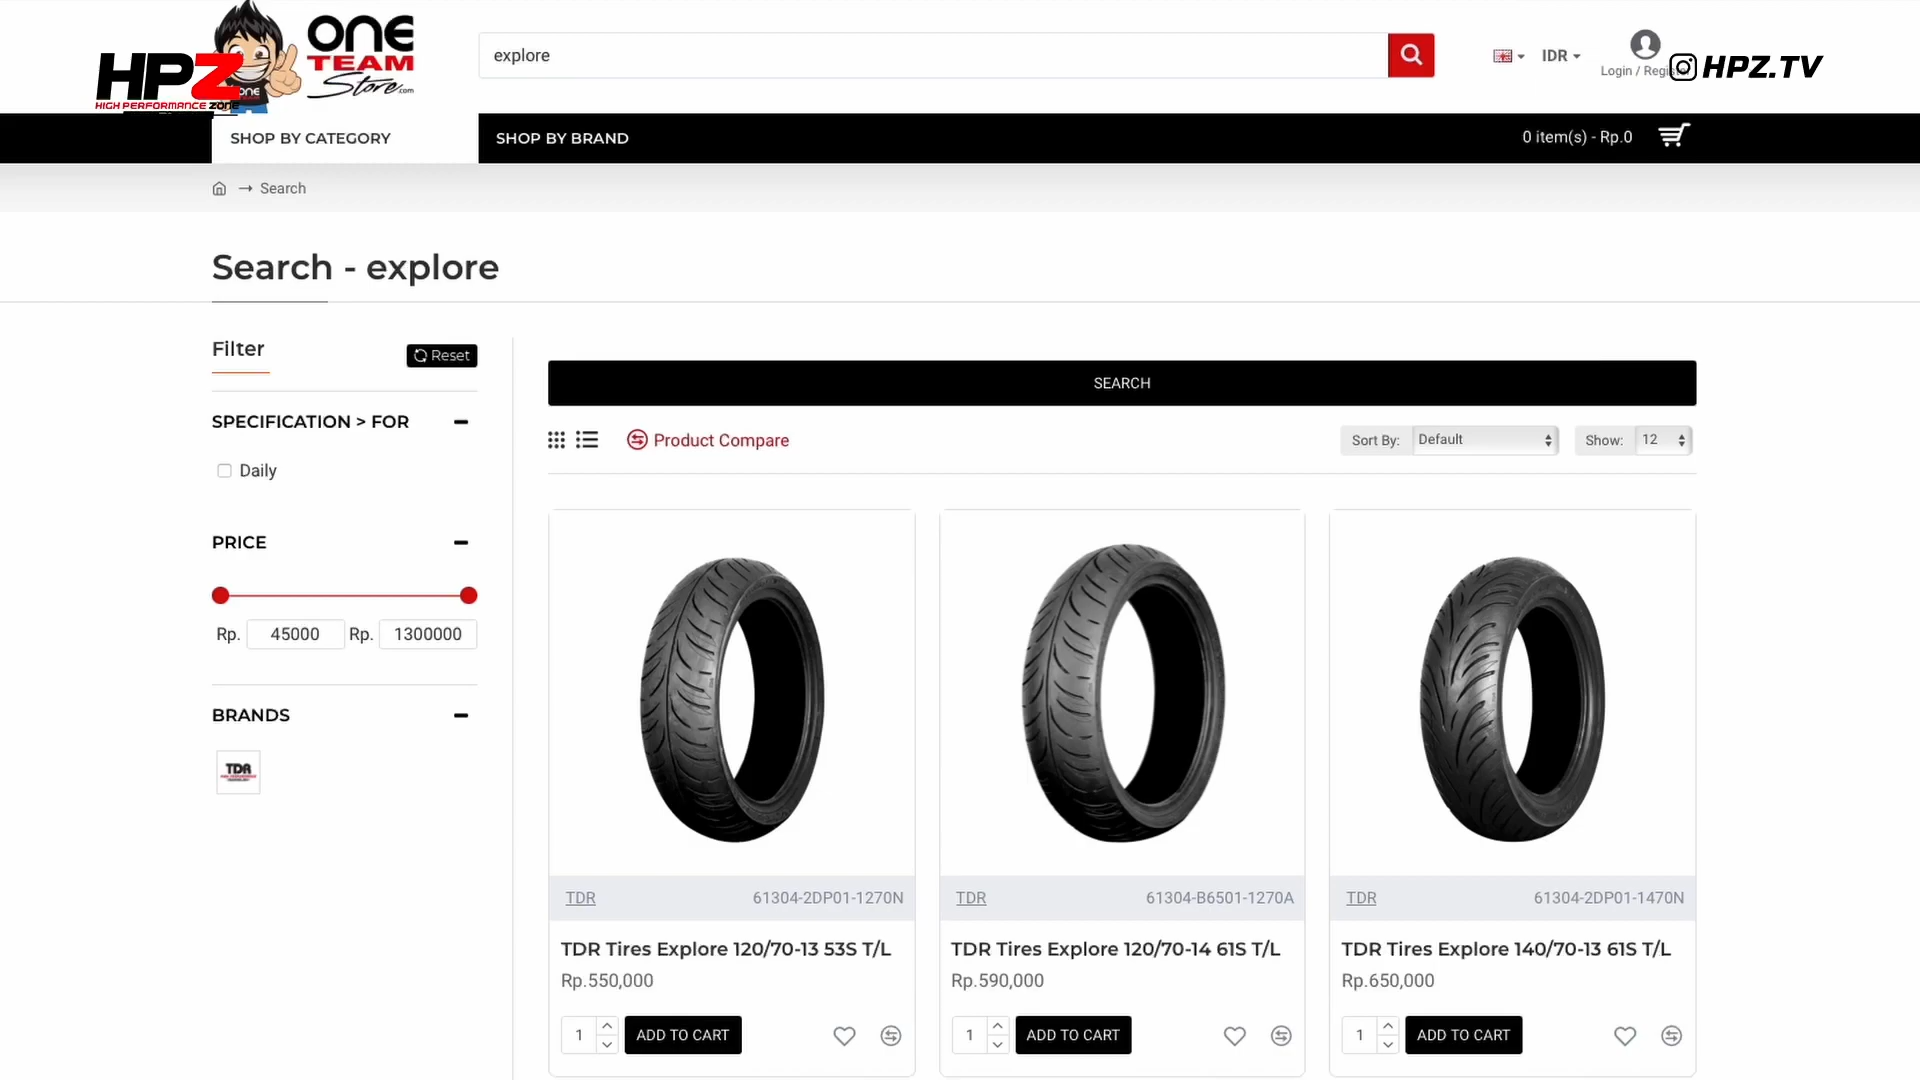 ONE
TEAM
Store.com
HPZ
HIGH PERFORMANCE ZONE
ONE
explore
IDR
Login / Register
HPZ.TV
SHOP BY CATEGORY
SHOP BY BRAND
0 item(s) - Rp.0
→ Search
Search - explore
Filter
Reset
SEARCH
SPECIFICATION > FOR
Product Compare
Sort By: Default
Show: 12
Daily
PRICE
Rp. 45000 Rp. 1300000
BRANDS
TDR
TDR 61304-2DP01-1270N
TDR Tires Explore 120/70-13 53S T/L
Rp.550,000
1 ADD TO CART
TDR 61304-B6501-1270A
TDR Tires Explore 120/70-14 61S T/L
Rp.590,000
1 ADD TO CART
TDR 61304-2DP01-1470N
TDR Tires Explore 140/70-13 61S T/L
Rp.650,000
1 ADD TO CART